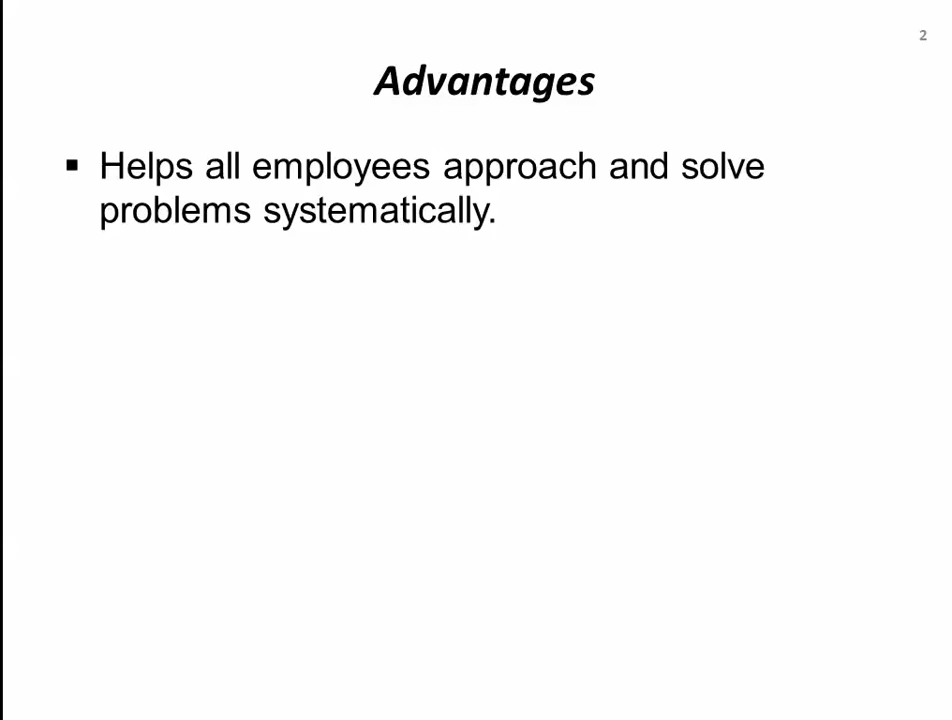 2
Advantages
▪ Helps all employees approach and solve
problems systematically.